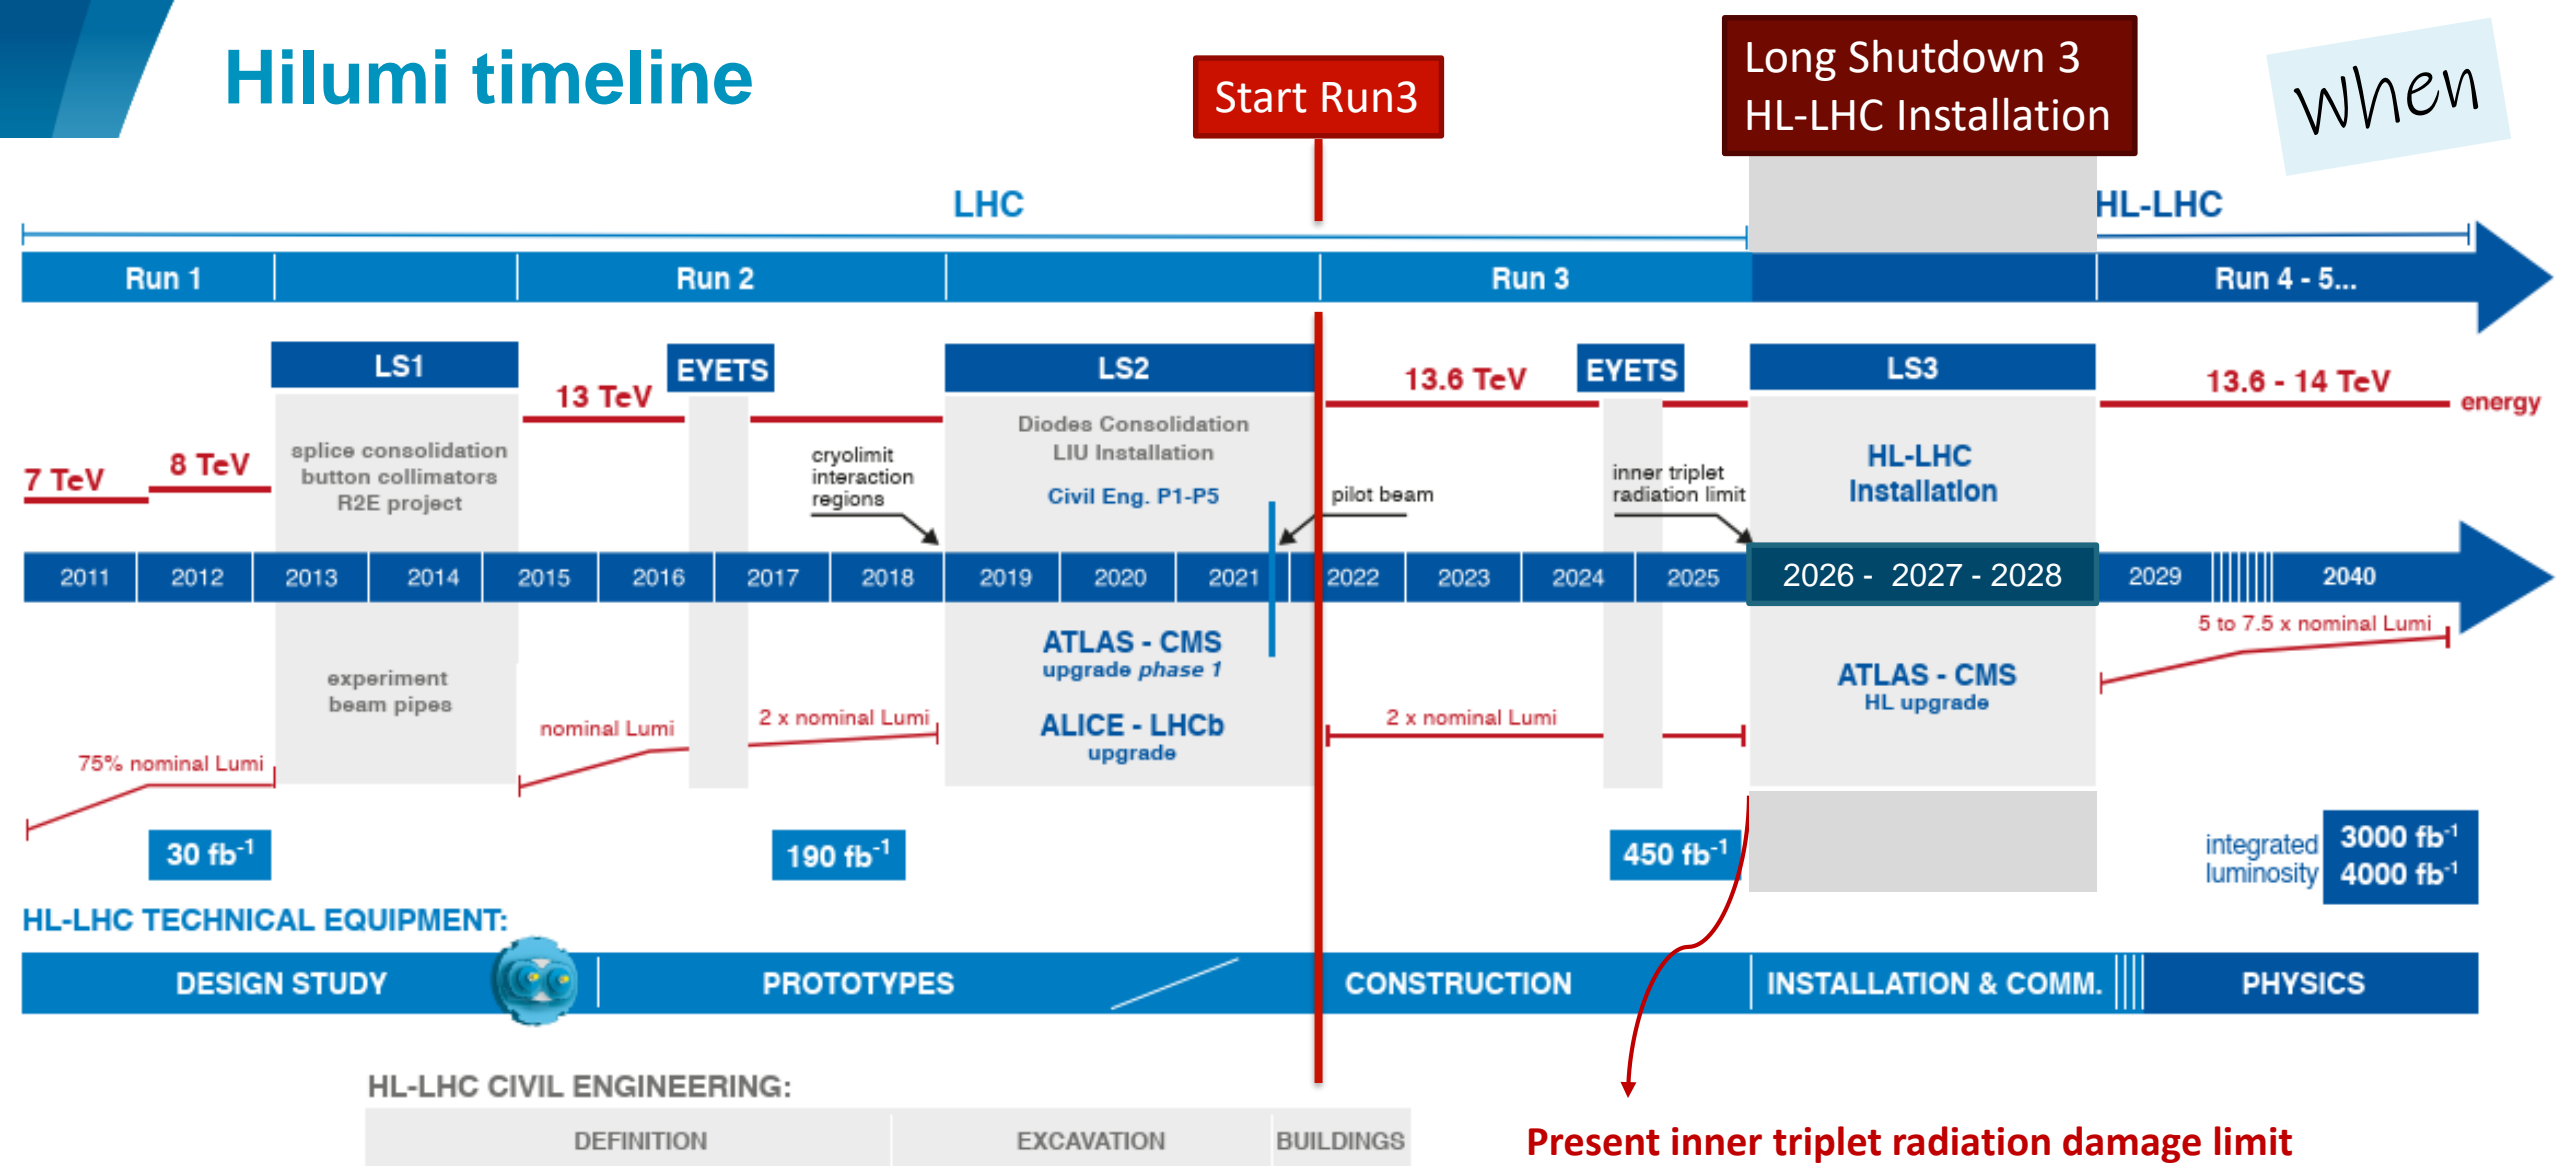 Hilumi timeline
Start Run3
Long Shutdown 3
HL-LHC Installation
When
LHC
HL-LHC
Run 1
Run 2
Run 3
Run 4 - 5...
LS1
EYETS
LS2
EYETS
LS3
13 TeV
13.6 TeV
13.6 - 14 TeV
energy
7 TeV
8 TeV
splice consolidation
button collimators
R2E project
cryolimit
interaction
regions
Diodes Consolidation
LIU Installation
Civil Eng. P1-P5
pilot beam
inner triplet
radiation limit
HL-LHC
Installation
2011
2012
2013
2014
2015
2016
2017
2018
2019
2020
2021
2022
2023
2024
2025
2026 - 2027 - 2028
2029
2040
experiment
beam pipes
75% nominal Lumi
nominal Lumi
2 x nominal Lumi
ATLAS - CMS
upgrade phase 1
ALICE - LHCb
upgrade
2 x nominal Lumi
ATLAS - CMS
HL upgrade
5 to 7.5 x nominal Lumi
30 fb⁻¹
190 fb⁻¹
450 fb⁻¹
integrated
luminosity
3000 fb⁻¹
4000 fb⁻¹
HL-LHC TECHNICAL EQUIPMENT:
DESIGN STUDY
PROTOTYPES
CONSTRUCTION
INSTALLATION & COMM.
PHYSICS
HL-LHC CIVIL ENGINEERING:
DEFINITION
EXCAVATION
BUILDINGS
Present inner triplet radiation damage limit